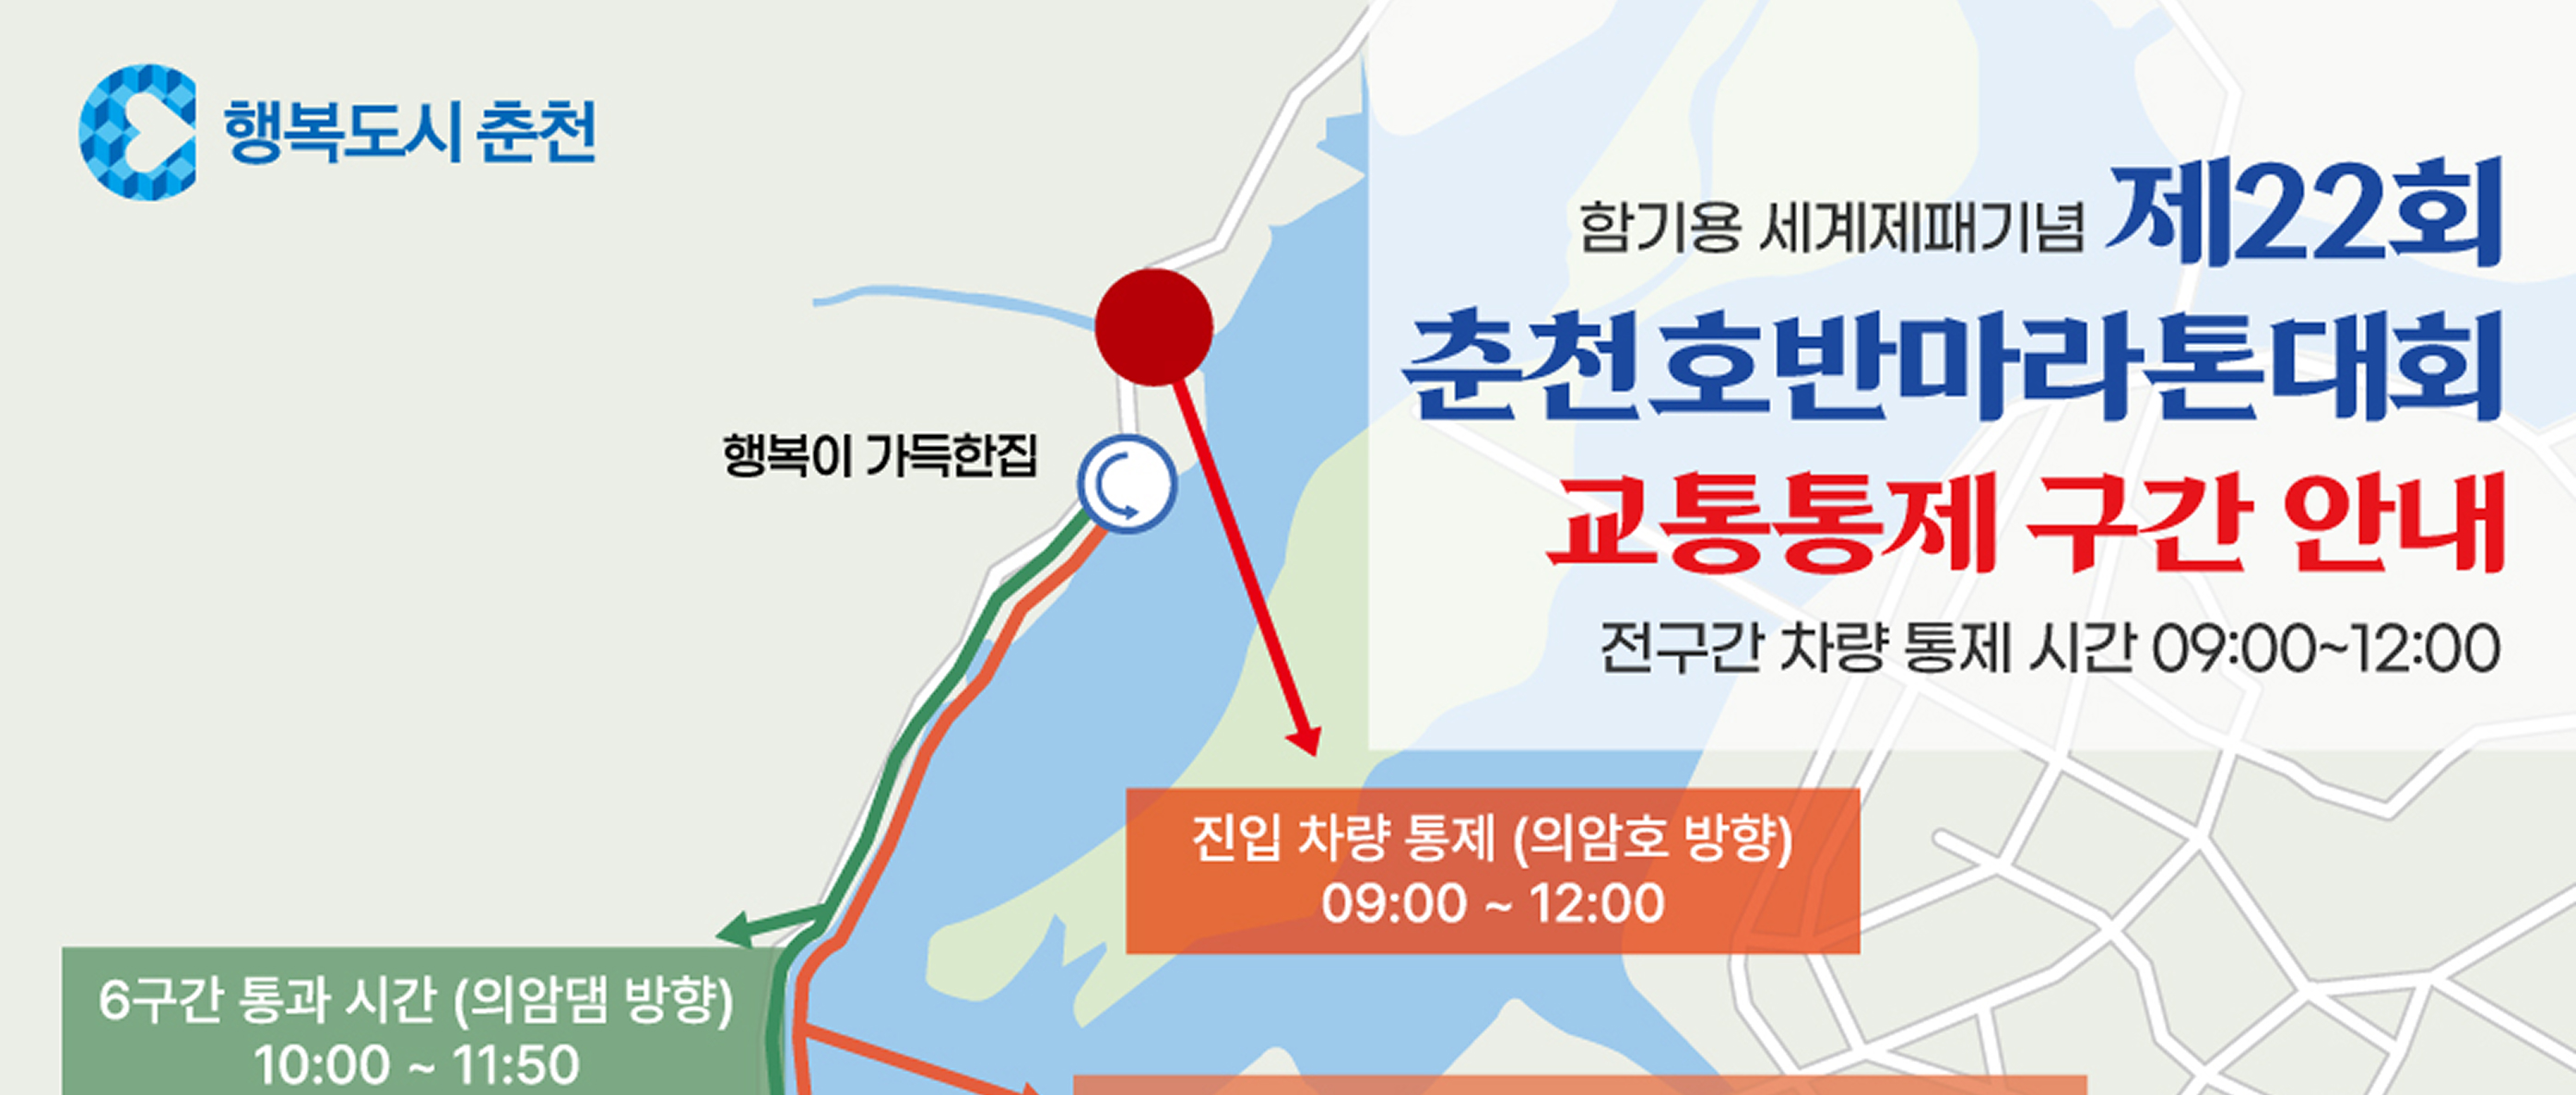 행복도시 춘천
함기용 세계제패기념 제22회
춘천호반마라톤대회
교통통제 구간 안내
전구간 차량 통제 시간 09:00~12:00
행복이 가득한집
진입 차량 통제 (의암호 방향)
09:00 ~ 12:00
6구간 통과 시간 (의암댐 방향)
10:00 ~ 11:50